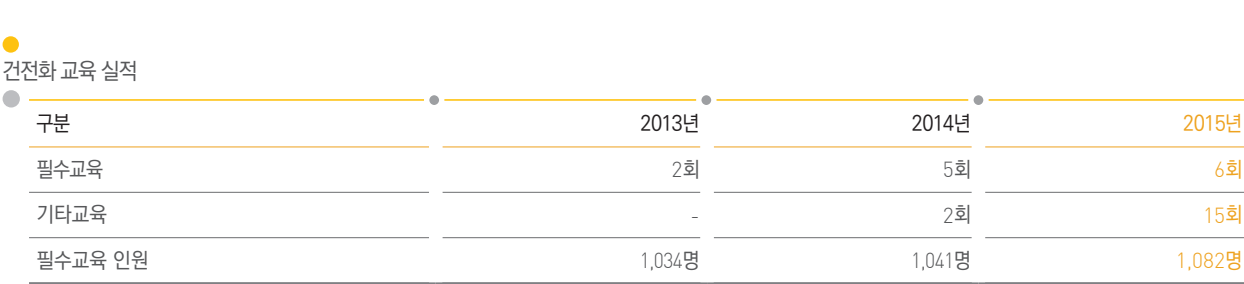 건전화 교육 실적
구분 2013년 2014년 2015년
필수교육 2회 5회 6회
기타교육 - 2회 15회
필수교육 인원 1,034명 1,041명 1,082명